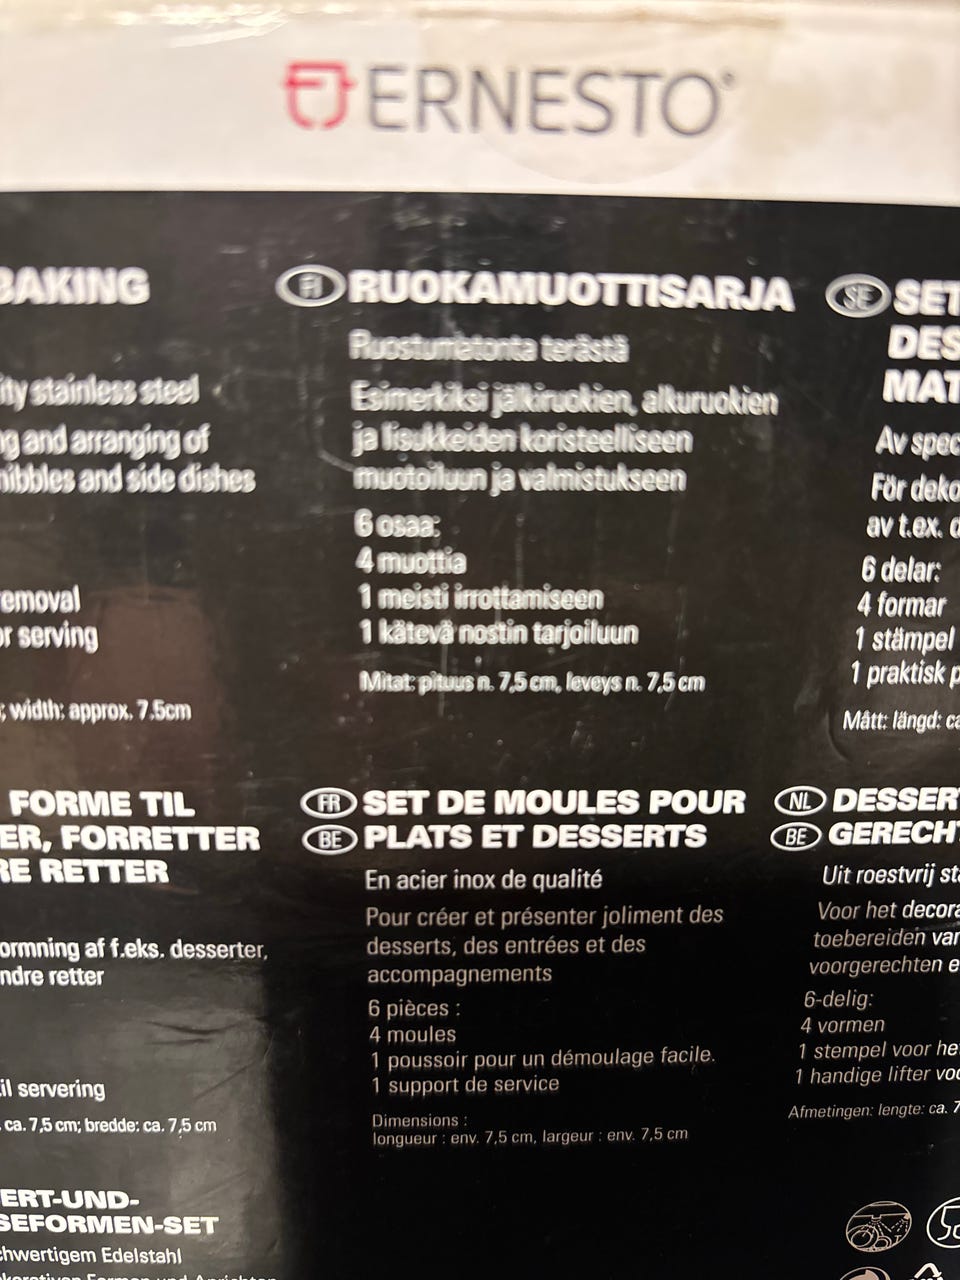 ERNESTO®
BAKING
ity stainless steel
ng and arranging of
nibbles and side dishes
removal
or serving
; width: approx. 7.5cm
FI RUOKAMUOTTISARJA
Ruostumatonta terästä
Esimerkiksi jälkiruokien, alkuruokien
ja lisukkeiden koristeelliseen
muotoiluun ja valmistukseen
6 osaa:
4 muottia
1 meisti irrottamiseen
1 kätevä nostin tarjoiluun
Mitat: pituus n. 7,5 cm, leveys n. 7,5 cm
SE SET
DES
MAT
Av spec
För deko
av t.ex. d
6 delar:
4 formar
1 stämpel
1 praktisk p
Mått: längd: ca
FORME TIL
ER, FORRETTER
RE RETTER
ormning af f.eks. desserter,
ndre retter
til servering
. ca. 7,5 cm; bredde: ca. 7,5 cm
FR SET DE MOULES POUR
BE PLATS ET DESSERTS
En acier inox de qualité
Pour créer et présenter joliment des
desserts, des entrées et des
accompagnements
6 pièces :
4 moules
1 poussoir pour un démoulage facile.
1 support de service
Dimensions :
longueur : env. 7,5 cm, largeur : env. 7,5 cm
NL DESSERT
BE GERECHT
Uit roestvrij sta
Voor het decora
toebereiden van
voorgerechten e
6-delig:
4 vormen
1 stempel voor het
1 handige lifter voo
Afmetingen: lengte: ca. 7
ERT-UND-
SEFORMEN-SET
chwertigem Edelstahl
ekorativen Formen und Anrichten